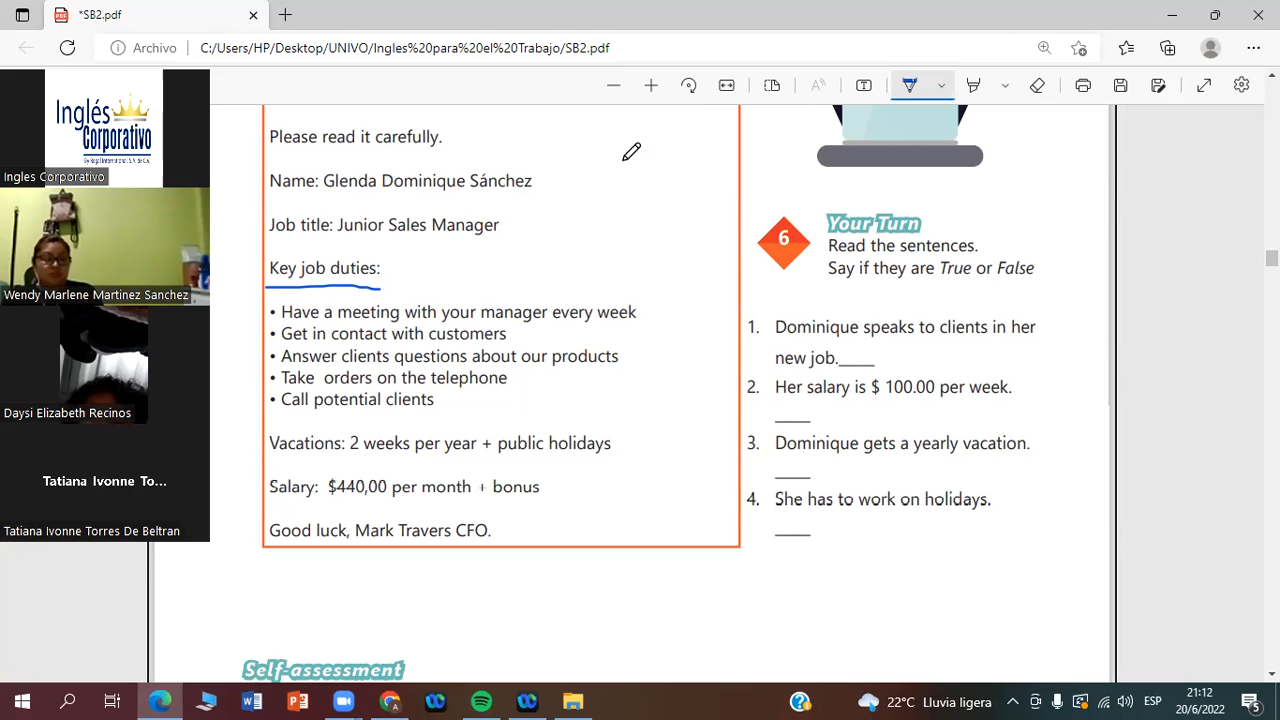 *SB2.pdf
Archivo
C:/Users/HP/Desktop/UNIVO/Ingles%20para%20el%20Trabajo/SB2.pdf
Inglés
Corporativo
Ingles Corporativo
Wendy Marlene Martinez Sanchez
Daysi Elizabeth Recinos
Tatiana Ivonne To...
Tatiana Ivonne Torres De Beltran
Please read it carefully.
Name: Glenda Dominique Sánchez
Job title: Junior Sales Manager
Key job duties:
• Have a meeting with your manager every week
• Get in contact with customers
• Answer clients questions about our products
• Take orders on the telephone
• Call potential clients
Vacations: 2 weeks per year + public holidays
Salary: $440,00 per month + bonus
Good luck, Mark Travers CFO.
6
Your Turn
Read the sentences.
Say if they are True or False
1. Dominique speaks to clients in her
new job.____
2. Her salary is $ 100.00 per week.
____
3. Dominique gets a yearly vacation.
____
4. She has to work on holidays.
____
Self-assessment
22°C Lluvia ligera
ESP
21:12
20/6/2022
5